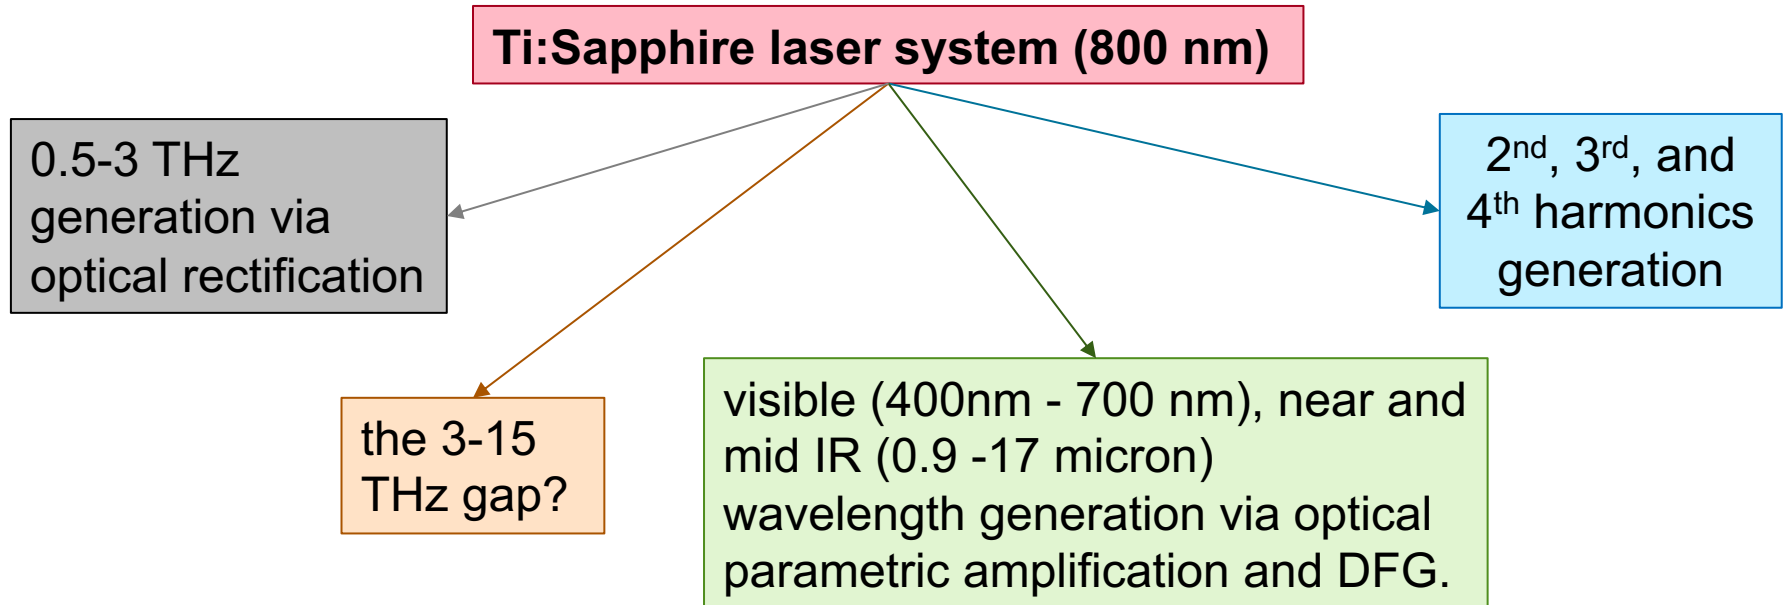 Ti:Sapphire laser system (800 nm)
0.5-3 THz
generation via
optical rectification
the 3-15
THz gap?
visible (400nm - 700 nm), near and
mid IR (0.9 -17 micron)
wavelength generation via optical
parametric amplification and DFG.
2nd, 3rd, and
4th harmonics
generation